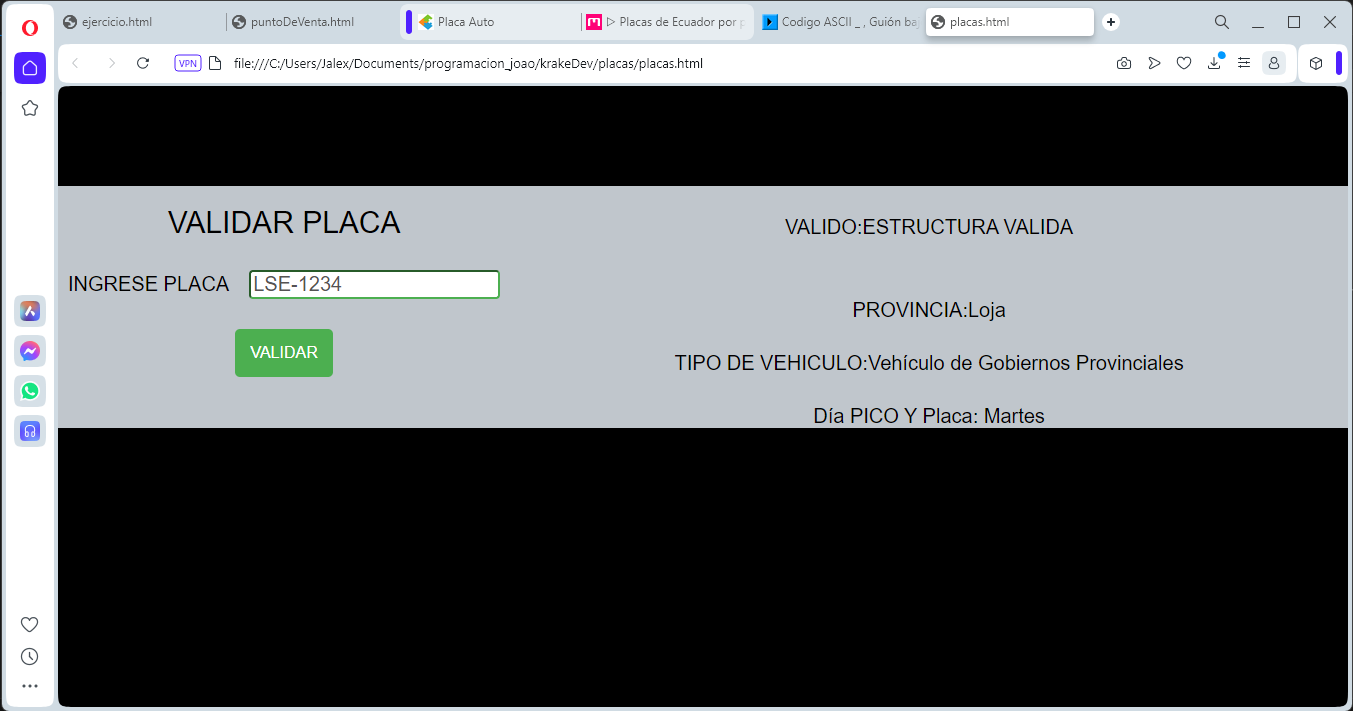 ejercicio.html
puntoDeVenta.html
Placa Auto
▷ Placas de Ecuador por p
Codigo ASCII _ , Guión baj
placas.html
VPN
file:///C:/Users/Jalex/Documents/programacion_joao/krakeDev/placas/placas.html
VALIDAR PLACA
INGRESE PLACA
LSE-1234
VALIDAR
VALIDO:ESTRUCTURA VALIDA
PROVINCIA:Loja
TIPO DE VEHICULO:Vehículo de Gobiernos Provinciales
Día PICO Y Placa: Martes